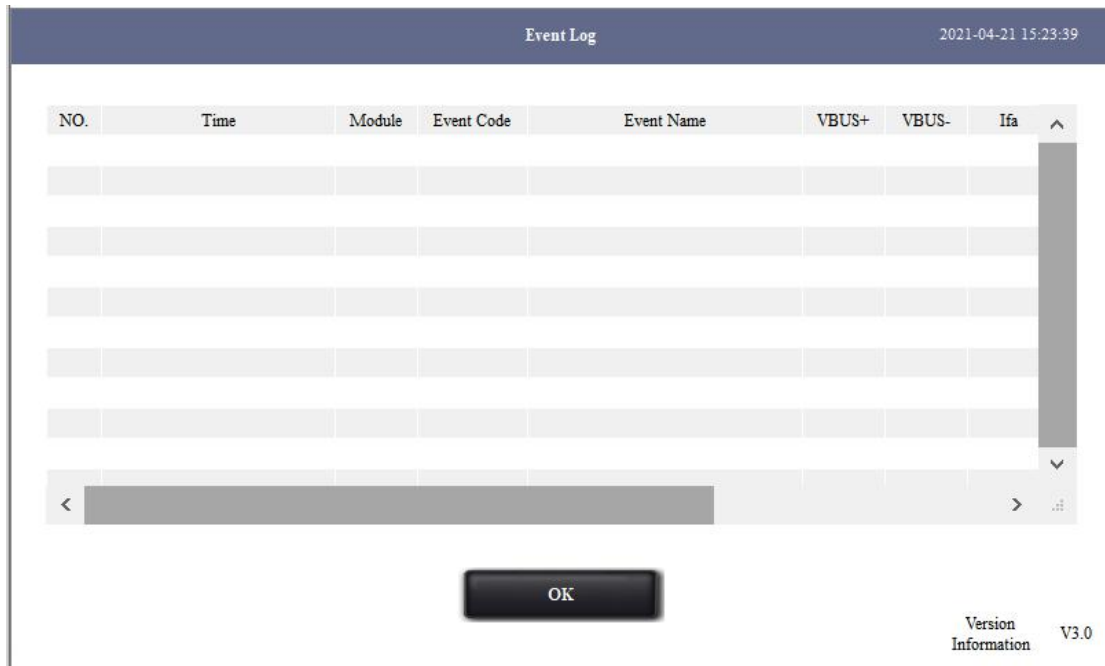 Event Log 2021-04-21 15:23:39
NO. Time Module Event Code Event Name VBUS+ VBUS- Ifa
OK
Version
Information V3.0